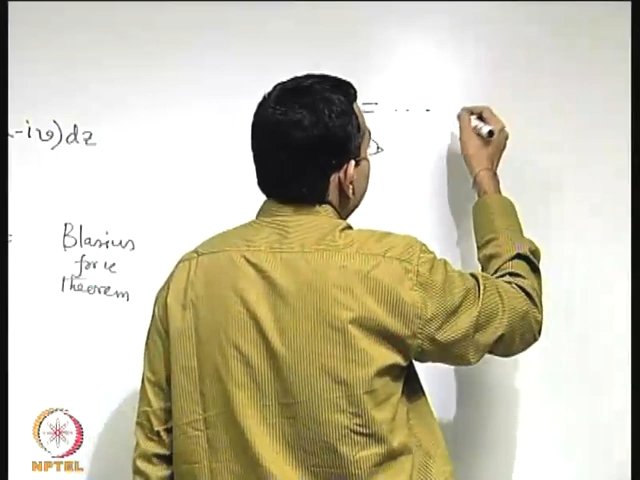 -iv)dz
= ....
=
Blasius
force
theorem
NPTEL